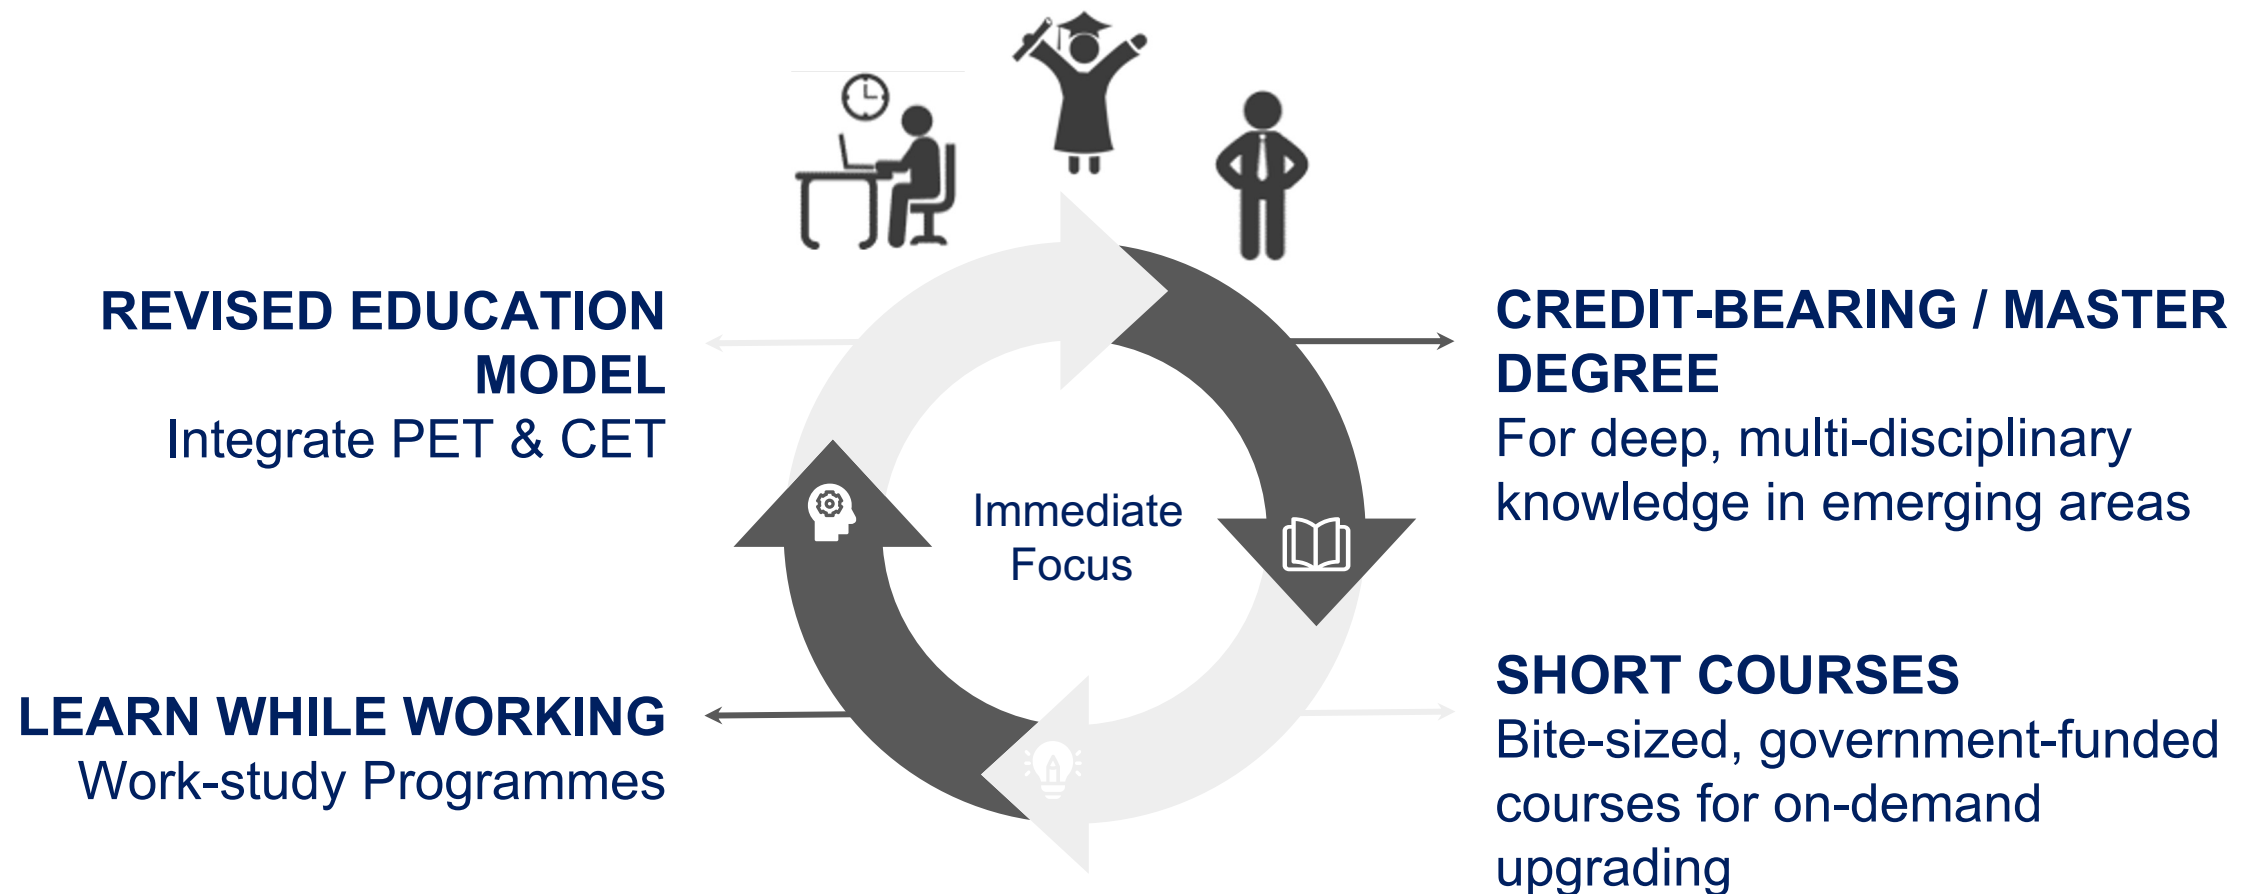 REVISED EDUCATION
MODEL
Integrate PET & CET
CREDIT-BEARING / MASTER
DEGREE
For deep, multi-disciplinary
knowledge in emerging areas
Immediate
Focus
LEARN WHILE WORKING
Work-study Programmes
SHORT COURSES
Bite-sized, government-funded
courses for on-demand
upgrading